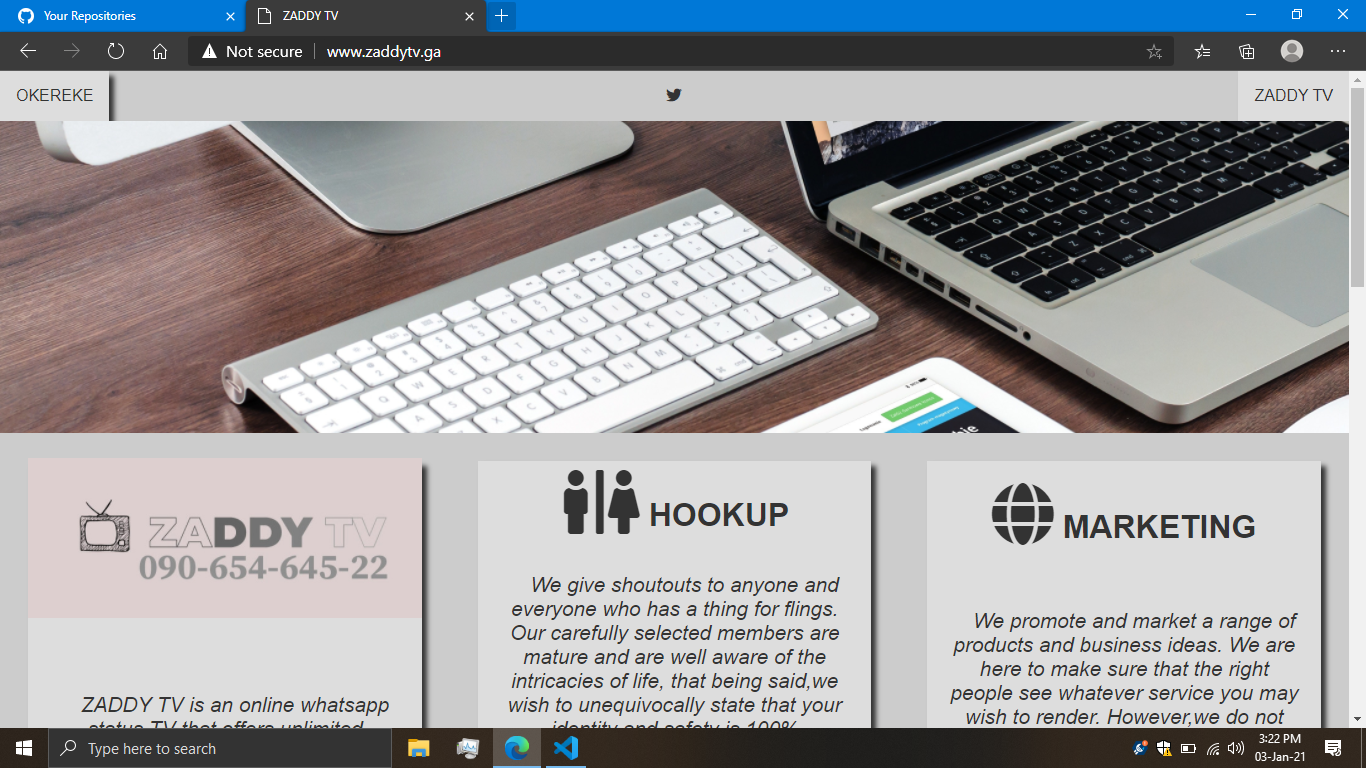 Your Repositories
ZADDY TV
Not secure
www.zaddytv.ga
OKEREKE
ZADDY TV
ZADDY TV
090-654-645-22
ZADDY TV is an online whatsapp
status TV that offers unlimited
HOOKUP
We give shoutouts to anyone and
everyone who has a thing for flings.
Our carefully selected members are
mature and are well aware of the
intricacies of life, that being said,we
wish to unequivocally state that your
identity and safety is 100%
MARKETING
We promote and market a range of
products and business ideas. We are
here to make sure that the right
people see whatever service you may
wish to render. However,we do not
Type here to search
3:22 PM
03-Jan-21